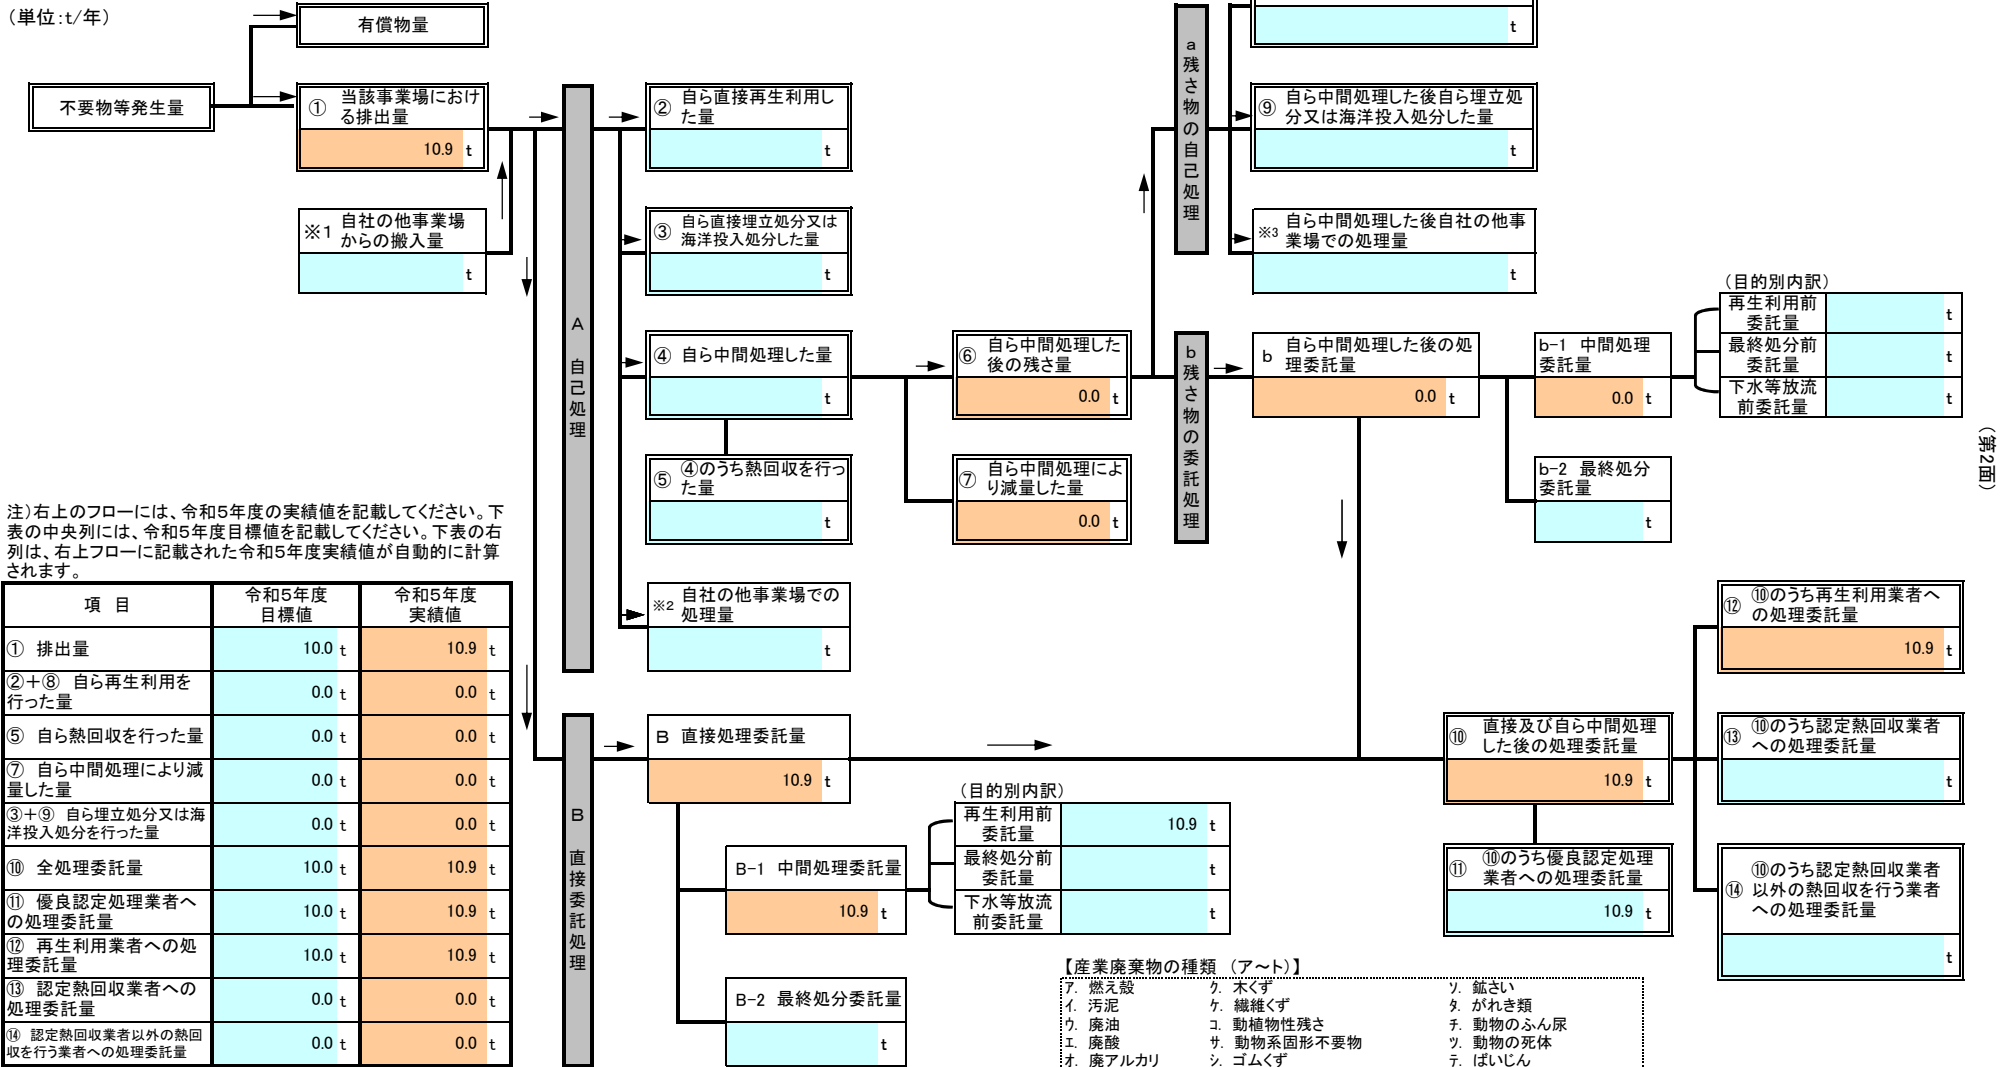 （単位:t/年）
有償物量
不要物等発生量
① 当該事業場におけ
る排出量
10.9 t
※1 自社の他事業場
からの搬入量
t
A 自己処理
② 自ら直接再生利用し
た量
t
③ 自ら直接埋立処分又は
海洋投入処分した量
t
④ 自ら中間処理した量
t
⑤ ④のうち熱回収を行っ
た量
t
※2 自社の他事業場での
処理量
t
⑥ 自ら中間処理した
後の残さ量
0.0 t
⑦ 自ら中間処理によ
り減量した量
0.0 t
a残さ物の自己処理
t
⑨ 自ら中間処理した後自ら埋立処
分又は海洋投入処分した量
t
※3 自ら中間処理した後自社の他事
業場での処理量
t
b残さ物の委託処理
b 自ら中間処理した後の処
理委託量
0.0 t
b-1 中間処理
委託量
0.0 t
b-2 最終処分
委託量
t
（目的別内訳）
再生利用前
委託量 t
最終処分前
委託量 t
下水等放流
前委託量 t
（第2面）
注）右上のフローには、令和5年度の実績値を記載してください。下
表の中央列には、令和5年度目標値を記載してください。下表の右
列は、右上フローに記載された令和5年度実績値が自動的に計算
されます。
項 目 令和5年度 令和5年度
目標値 実績値
① 排出量 10.0 t 10.9 t
②＋⑧ 自ら再生利用を
行った量 0.0 t 0.0 t
⑤ 自ら熱回収を行った量 0.0 t 0.0 t
⑦ 自ら中間処理により減
量した量 0.0 t 0.0 t
③＋⑨ 自ら埋立処分又は海
洋投入処分を行った量 0.0 t 0.0 t
⑩ 全処理委託量 10.0 t 10.9 t
⑪ 優良認定処理業者へ
の処理委託量 10.0 t 10.9 t
⑫ 再生利用業者への処
理委託量 10.0 t 10.9 t
⑬ 認定熱回収業者への
処理委託量 0.0 t 0.0 t
⑭ 認定熱回収業者以外の熱回
収を行う業者への処理委託量 0.0 t 0.0 t
B 直接委託処理
B 直接処理委託量
10.9 t
B-1 中間処理委託量
10.9 t
B-2 最終処分委託量
t
（目的別内訳）
再生利用前
委託量 10.9 t
最終処分前
委託量 t
下水等放流
前委託量 t
⑩ 直接及び自ら中間処理
した後の処理委託量
10.9 t
⑪ ⑩のうち優良認定処理
業者への処理委託量
10.9 t
⑫ ⑩のうち再生利用業者へ
の処理委託量
10.9 t
⑬ ⑩のうち認定熱回収業者
への処理委託量
t
⑭ ⑩のうち認定熱回収業者
以外の熱回収を行う業者
への処理委託量
t
【産業廃棄物の種類 （ア～ト）】
ア. 燃え殻 ク. 木くず ソ. 鉱さい
イ. 汚泥 ケ. 繊維くず タ. がれき類
ウ. 廃油 コ. 動植物性残さ チ. 動物のふん尿
エ. 廃酸 サ. 動物系固形不要物 ツ. 動物の死体
オ. 廃アルカリ シ. ゴムくず テ. ばいじん